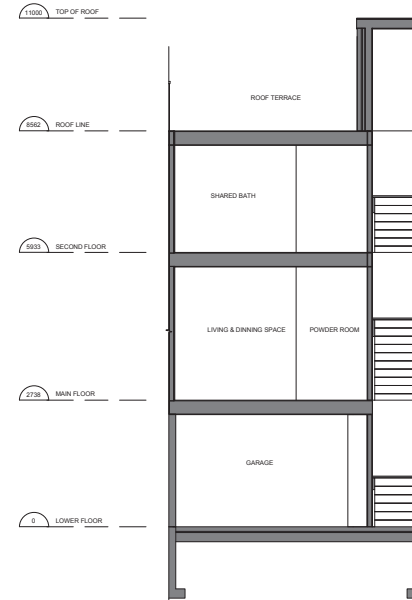 11000 TOP OF ROOF
ROOF TERRACE
8562 ROOF LINE
SHARED BATH
5933 SECOND FLOOR
LIVING & DINNING SPACE POWDER ROOM
2738 MAIN FLOOR
GARAGE
0 LOWER FLOOR